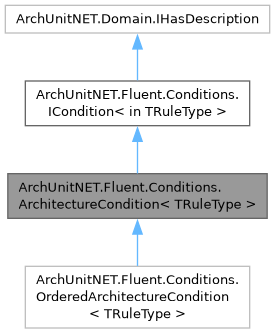 ArchUnitNET.Domain.IHasDescription
ArchUnitNET.Fluent.Conditions.
ICondition< in TRuleType >
ArchUnitNET.Fluent.Conditions.
ArchitectureCondition< TRuleType >
ArchUnitNET.Fluent.Conditions.
OrderedArchitectureCondition
< TRuleType >